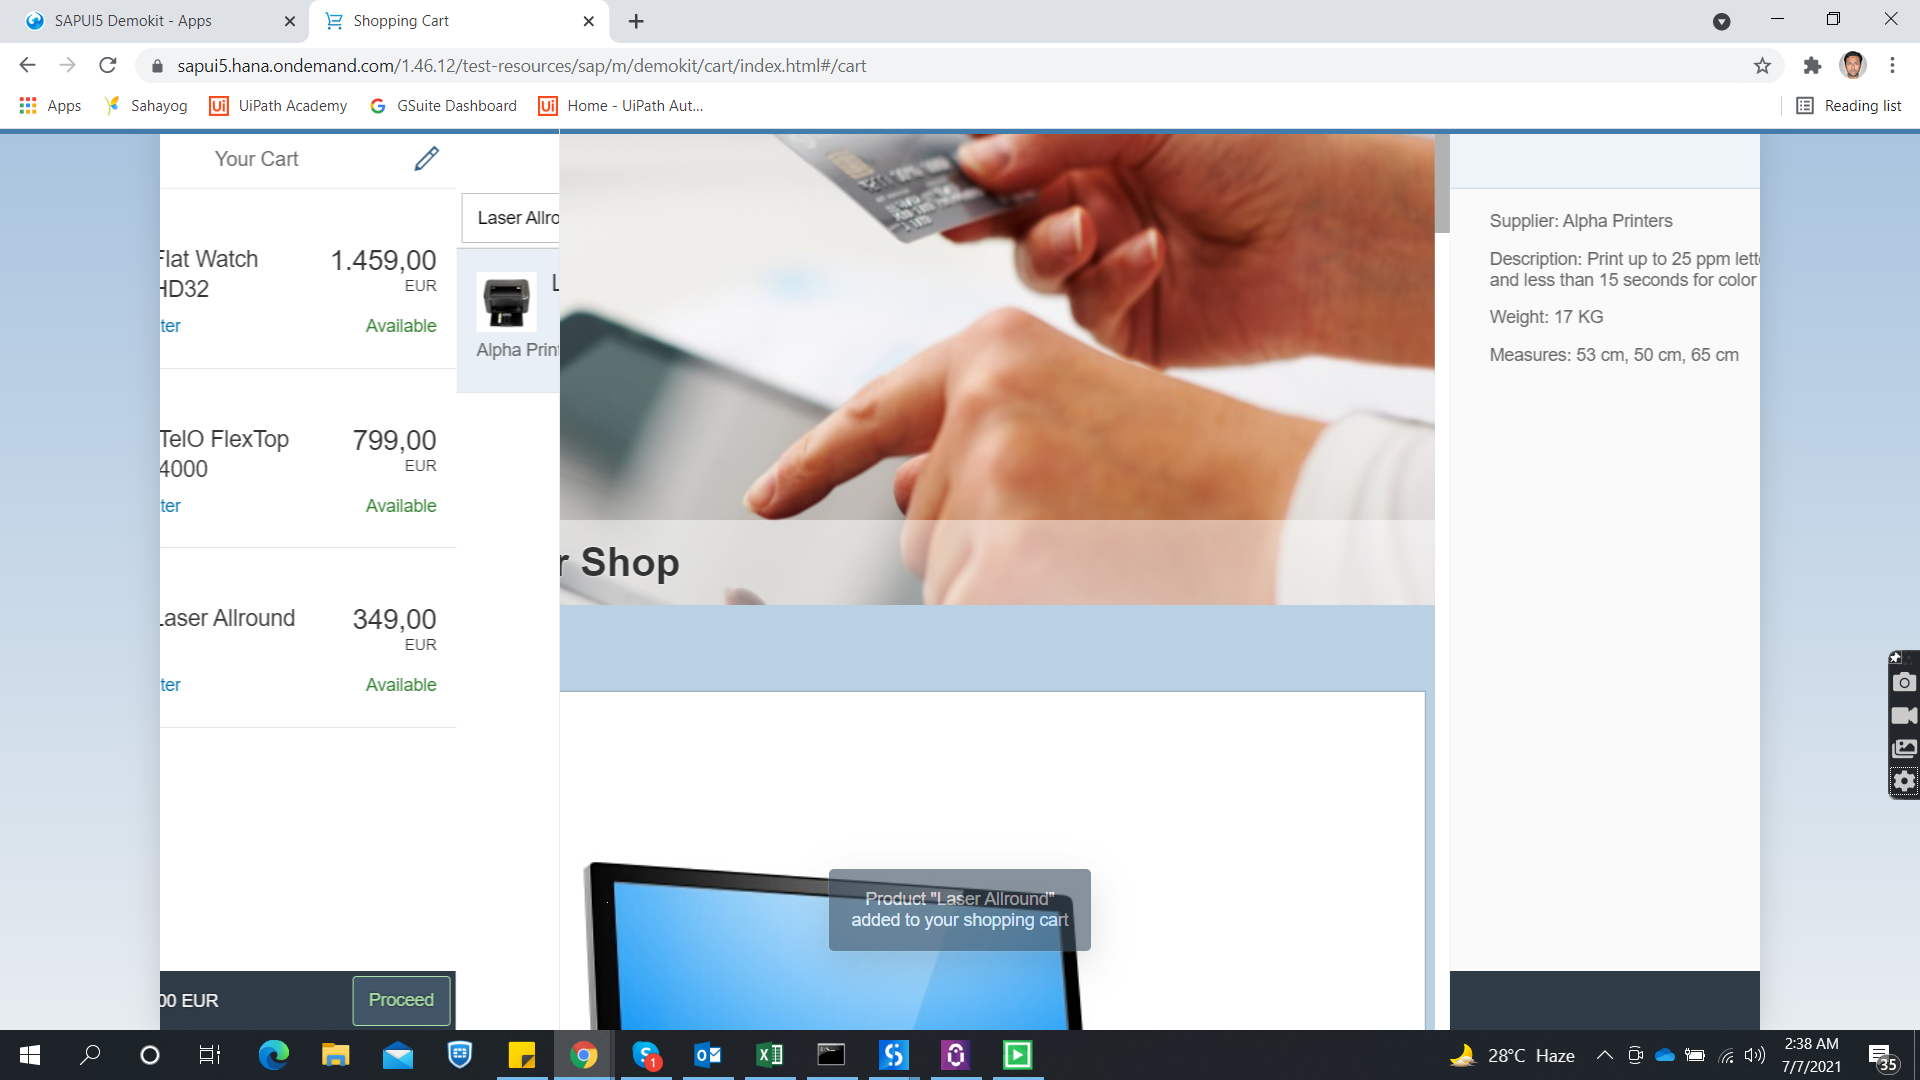 SAPUI5 Demokit - Apps
Shopping Cart
sapui5.hana.ondemand.com/1.46.12/test-resources/sap/m/demokit/cart/index.html#/cart
Apps
Sahayog
UiPath Academy
GSuite Dashboard
Home - UiPath Aut...
Reading list
Your Cart
Flat Watch HD32
1.459,00
EUR
ter
Available
TelO FlexTop
4000
799,00
EUR
ter
Available
Laser Allround
349,00
EUR
ter
Available
00 EUR
Proceed
Laser Allro
L
Alpha Print
r Shop
Product "Laser Allround"
added to your shopping cart
Supplier: Alpha Printers
Description: Print up to 25 ppm lette
and less than 15 seconds for color
Weight: 17 KG
Measures: 53 cm, 50 cm, 65 cm
1
28°C Haze
2:38 AM
7/7/2021
35